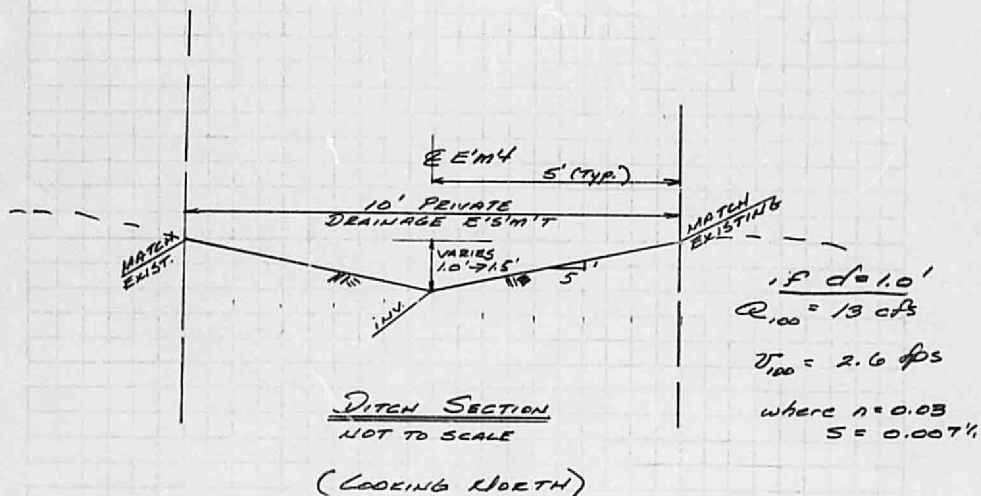 ℄ E'm't
5' (TYP.)
10' PRIVATE
DRAINAGE E'S'M'T
MATCH
EXISTING
MATCH
EXIST.
VARIES
1.0'→1.5'
1
5
INV.
if d = 1.0'
Q100 = 13 cfs
V100 = 2.6 fps
where n = 0.03
S = 0.007%
DITCH SECTION
NOT TO SCALE
(LOOKING NORTH)